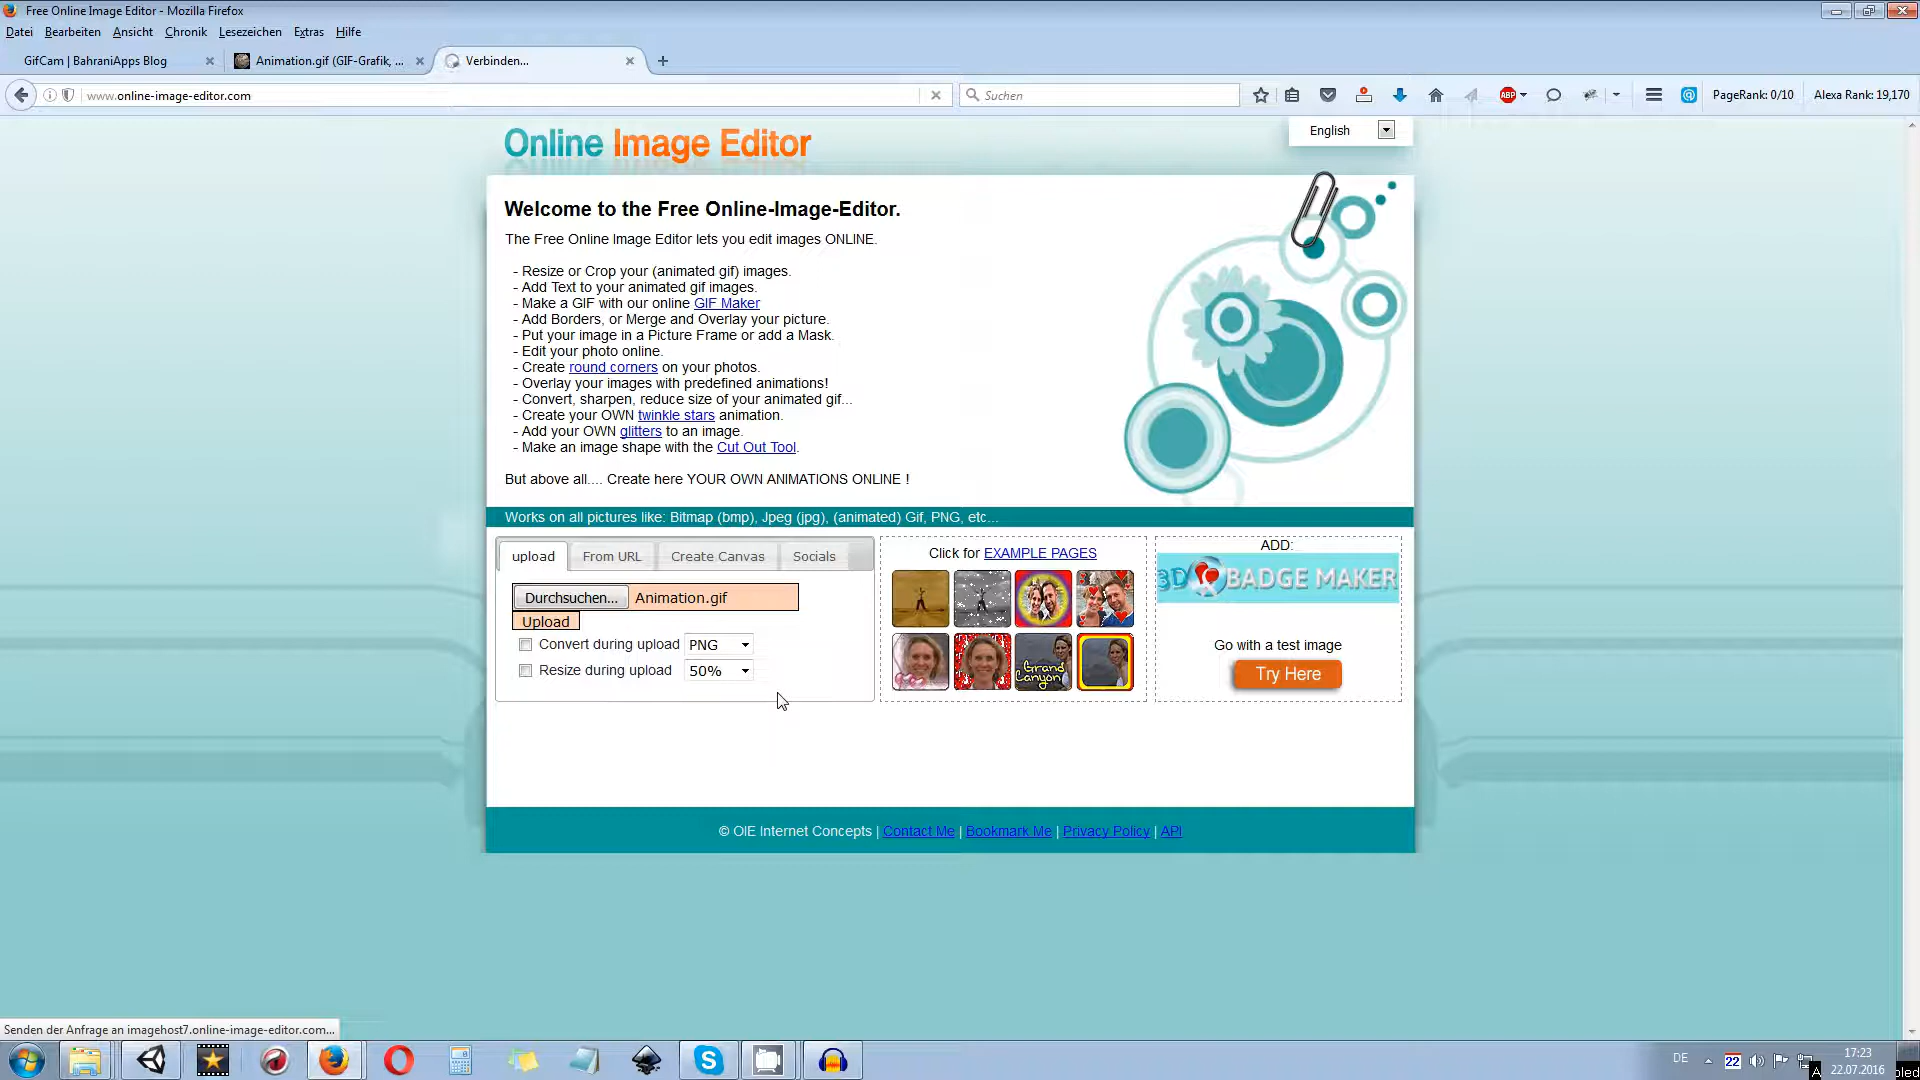 Free Online Image Editor - Mozilla Firefox
Datei Bearbeiten Ansicht Chronik Lesezeichen Extras Hilfe
GifCam | BahraniApps Blog
Animation.gif (GIF-Grafik, ...
Verbinden...
www.online-image-editor.com
Suchen
ABP
PageRank: 0/10
Alexa Rank: 19,170
Online Image Editor
English
Welcome to the Free Online-Image-Editor.
The Free Online Image Editor lets you edit images ONLINE.
- Resize or Crop your (animated gif) images.
- Add Text to your animated gif images.
- Make a GIF with our online GIF Maker
- Add Borders, or Merge and Overlay your picture.
- Put your image in a Picture Frame or add a Mask.
- Edit your photo online.
- Create round corners on your photos.
- Overlay your images with predefined animations!
- Convert, sharpen, reduce size of your animated gif...
- Create your OWN twinkle stars animation.
- Add your OWN glitters to an image.
- Make an image shape with the Cut Out Tool.
But above all.... Create here YOUR OWN ANIMATIONS ONLINE !
Works on all pictures like: Bitmap (bmp), Jpeg (jpg), (animated) Gif, PNG, etc...
upload From URL Create Canvas Socials
Durchsuchen... Animation.gif
Upload
Convert during upload PNG
Resize during upload 50%
Click for EXAMPLE PAGES
Grand
Canyon
ADD:
3D BADGE MAKER
Go with a test image
Try Here
© OIE Internet Concepts | Contact Me | Bookmark Me | Privacy Policy | API
Senden der Anfrage an imagehost7.online-image-editor.com...
DE
22
17:23
22.07.2016